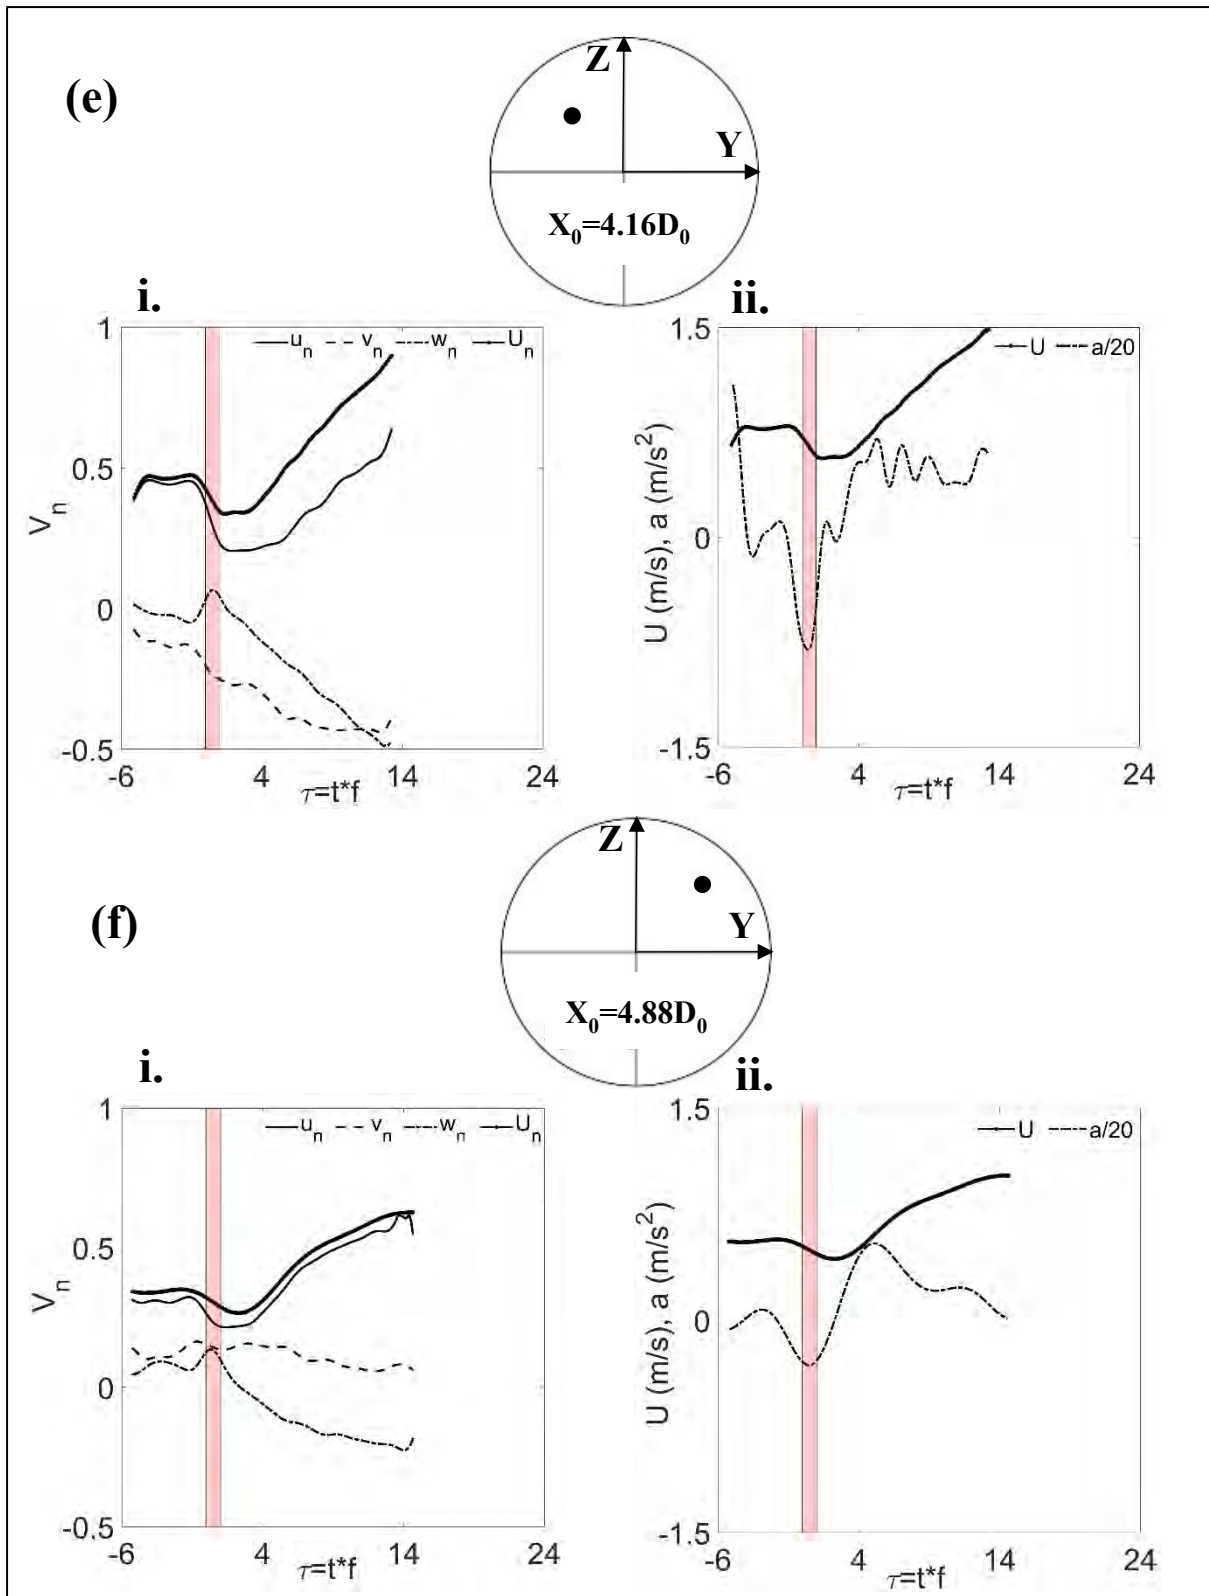 (e)
Z
Y
X₀=4.16D₀
i.
1
0.5
0
-0.5
Vₙ
uₙ vₙ wₙ Uₙ
-6 4 14 24
τ=t*f
ii.
1.5
0
-1.5
U (m/s), a (m/s²)
U a/20
-6 4 14 24
τ=t*f
(f)
Z
Y
X₀=4.88D₀
i.
1
0.5
0
-0.5
Vₙ
uₙ vₙ wₙ Uₙ
-6 4 14 24
τ=t*f
ii.
1.5
0
-1.5
U (m/s), a (m/s²)
U a/20
-6 4 14 24
τ=t*f